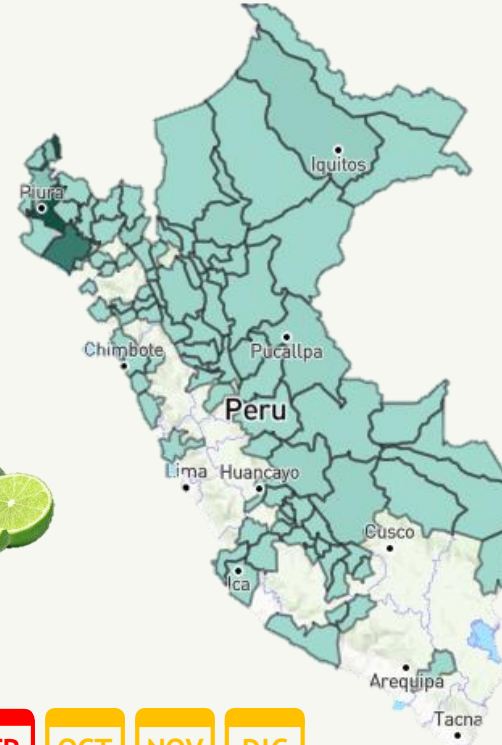 Iquitos
Piura
Chimbote
Pucallpa
Peru
Lima
Huancayo
Cusco
Ica
Arequipa
Tacna
OCT
NOV
DIC